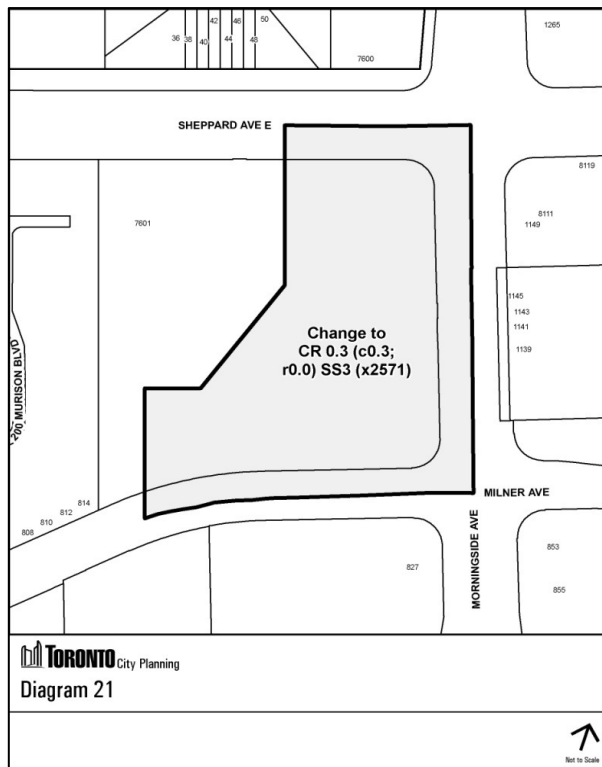 42
46
50
1265
36
38
40
44
48
7600
SHEPPARD AVE E
8119
7601
8111
1149
1145
1143
1141
1139
Change to
CR 0.3 (c0.3;
r0.0) SS3 (x2571)
200 MURISON BLVD
814
812
810
808
MILNER AVE
MORNINGSIDE AVE
827
853
855
TORONTO City Planning
Diagram 21
Not to Scale